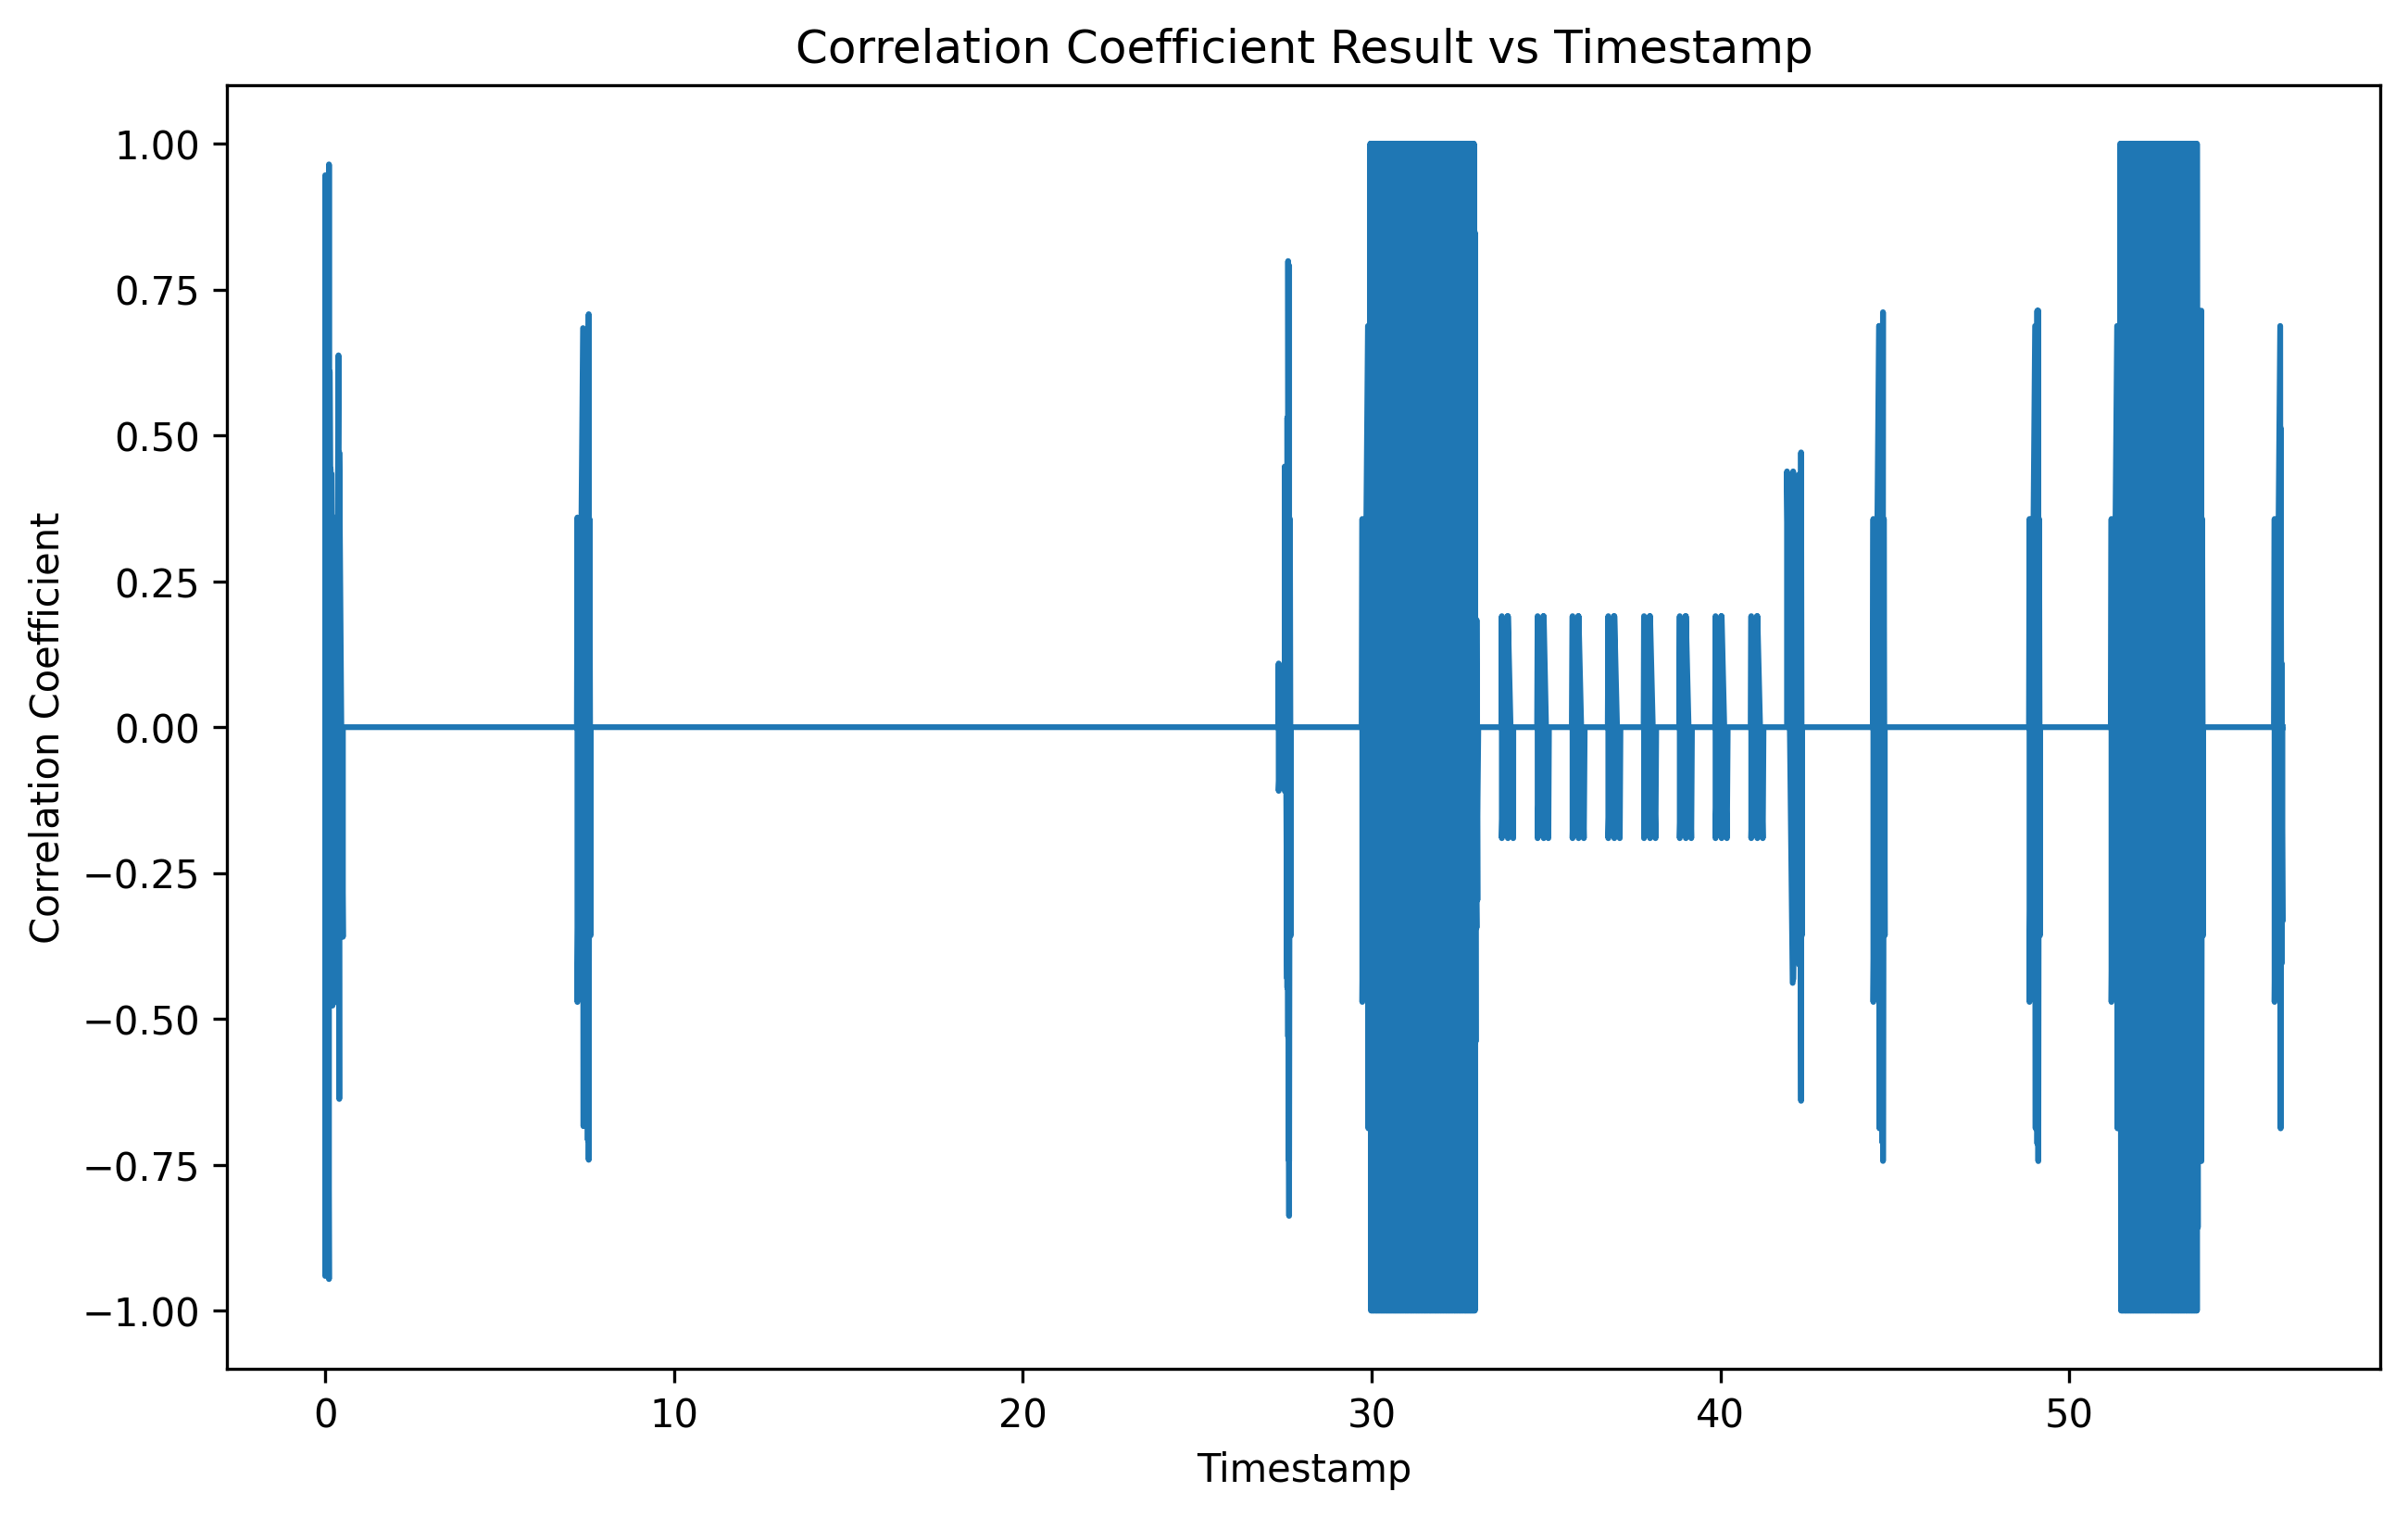 Correlation Coefficient Result vs Timestamp
Correlation Coefficient
1.00
0.75
0.50
0.25
0.00
−0.25
−0.50
−0.75
−1.00
0 10 20 30 40 50
Timestamp